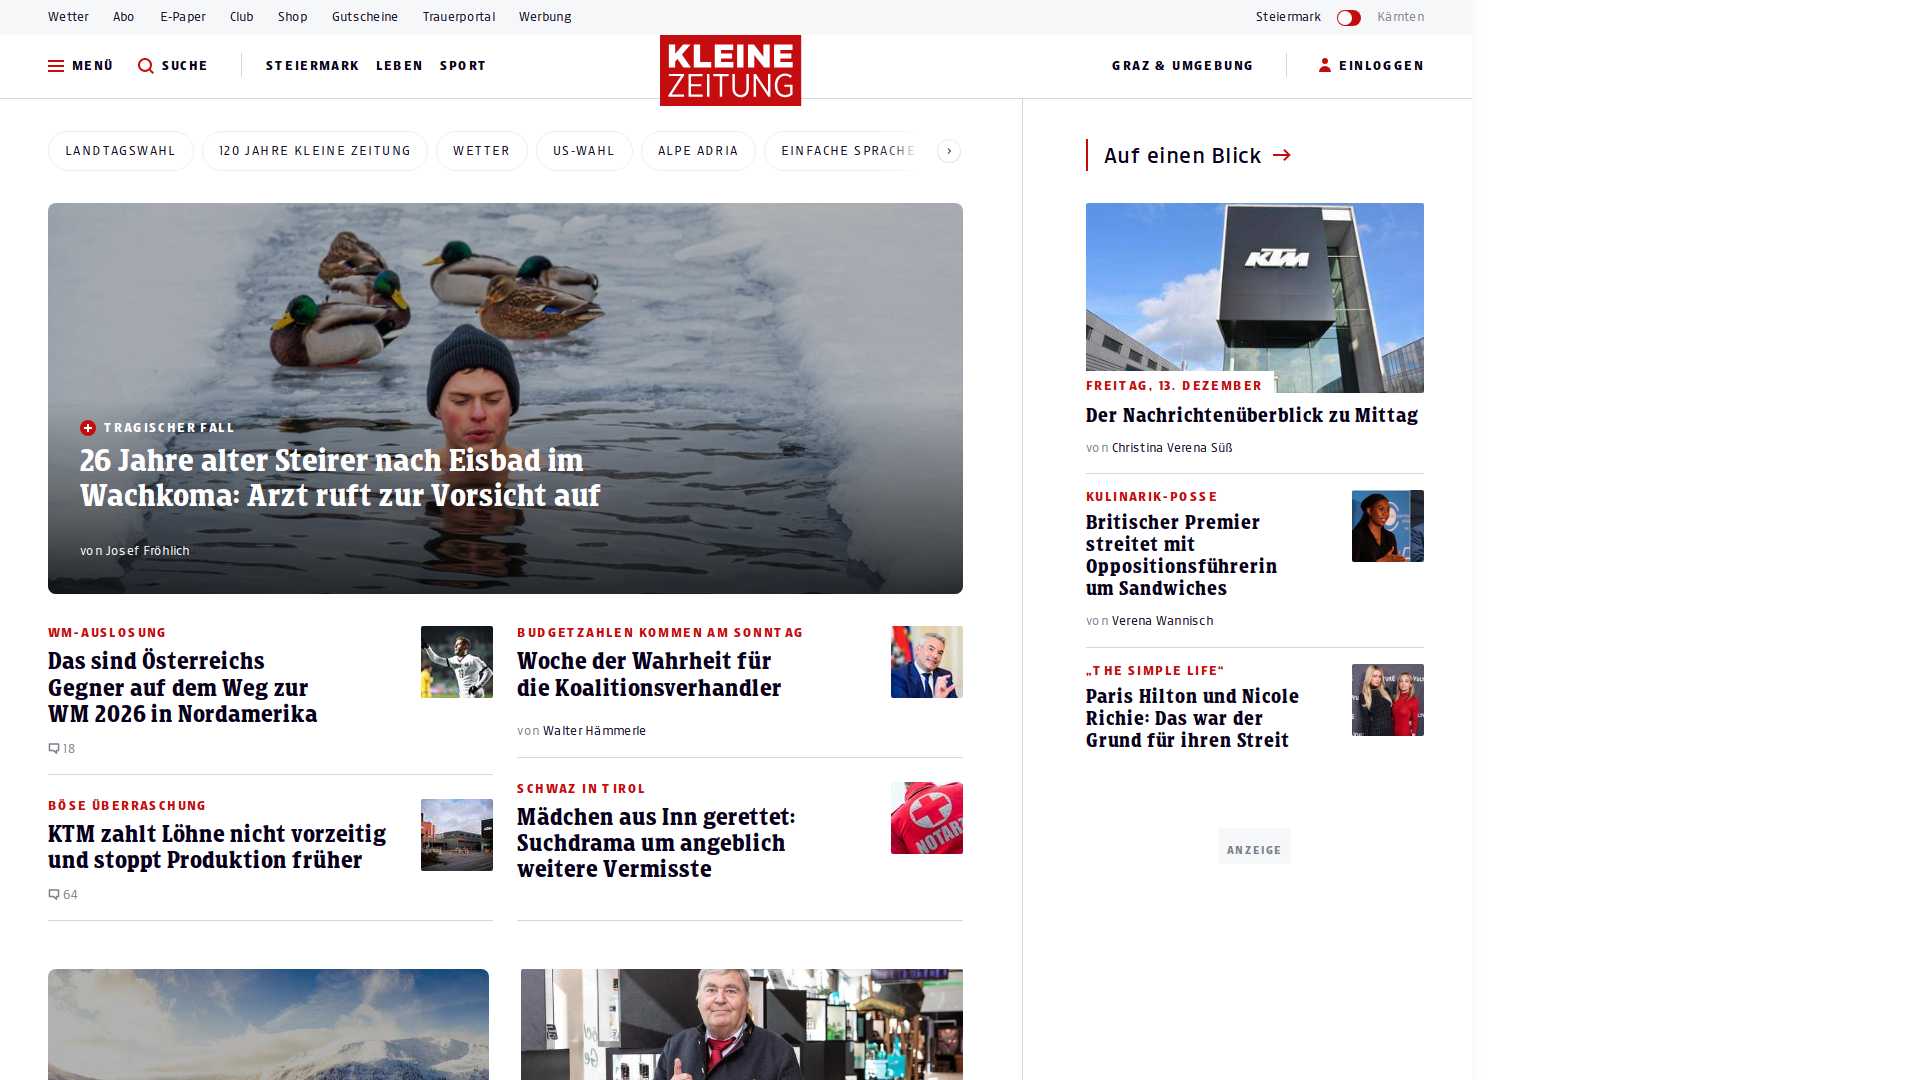 Wetter Abo E-Paper Club Shop Gutscheine Trauerportal Werbung
Steiermark Kärnten
MENÜ SUCHE STEIERMARK LEBEN SPORT
KLEINE
ZEITUNG
GRAZ & UMGEBUNG EINLOGGEN
LANDTAGSWAHL 120 JAHRE KLEINE ZEITUNG WETTER US-WAHL ALPE ADRIA EINFACHE SPRACHE
TRAGISCHER FALL
26 Jahre alter Steirer nach Eisbad im
Wachkoma: Arzt ruft zur Vorsicht auf
von Josef Fröhlich
WM-AUSLOSUNG
Das sind Österreichs
Gegner auf dem Weg zur
WM 2026 in Nordamerika
18
BÖSE ÜBERRASCHUNG
KTM zahlt Löhne nicht vorzeitig
und stoppt Produktion früher
64
BUDGETZAHLEN KOMMEN AM SONNTAG
Woche der Wahrheit für
die Koalitionsverhandler
von Walter Hämmerle
SCHWAZ IN TIROL
Mädchen aus Inn gerettet:
Suchdrama um angeblich
weitere Vermisste
NOTARZ
Auf einen Blick
KTM
FREITAG, 13. DEZEMBER
Der Nachrichtenüberblick zu Mittag
von Christina Verena Süß
KULINARIK-POSSE
Britischer Premier
streitet mit
Oppositionsführerin
um Sandwiches
von Verena Wannisch
„THE SIMPLE LIFE“
Paris Hilton und Nicole
Richie: Das war der
Grund für ihren Streit
ANZEIGE